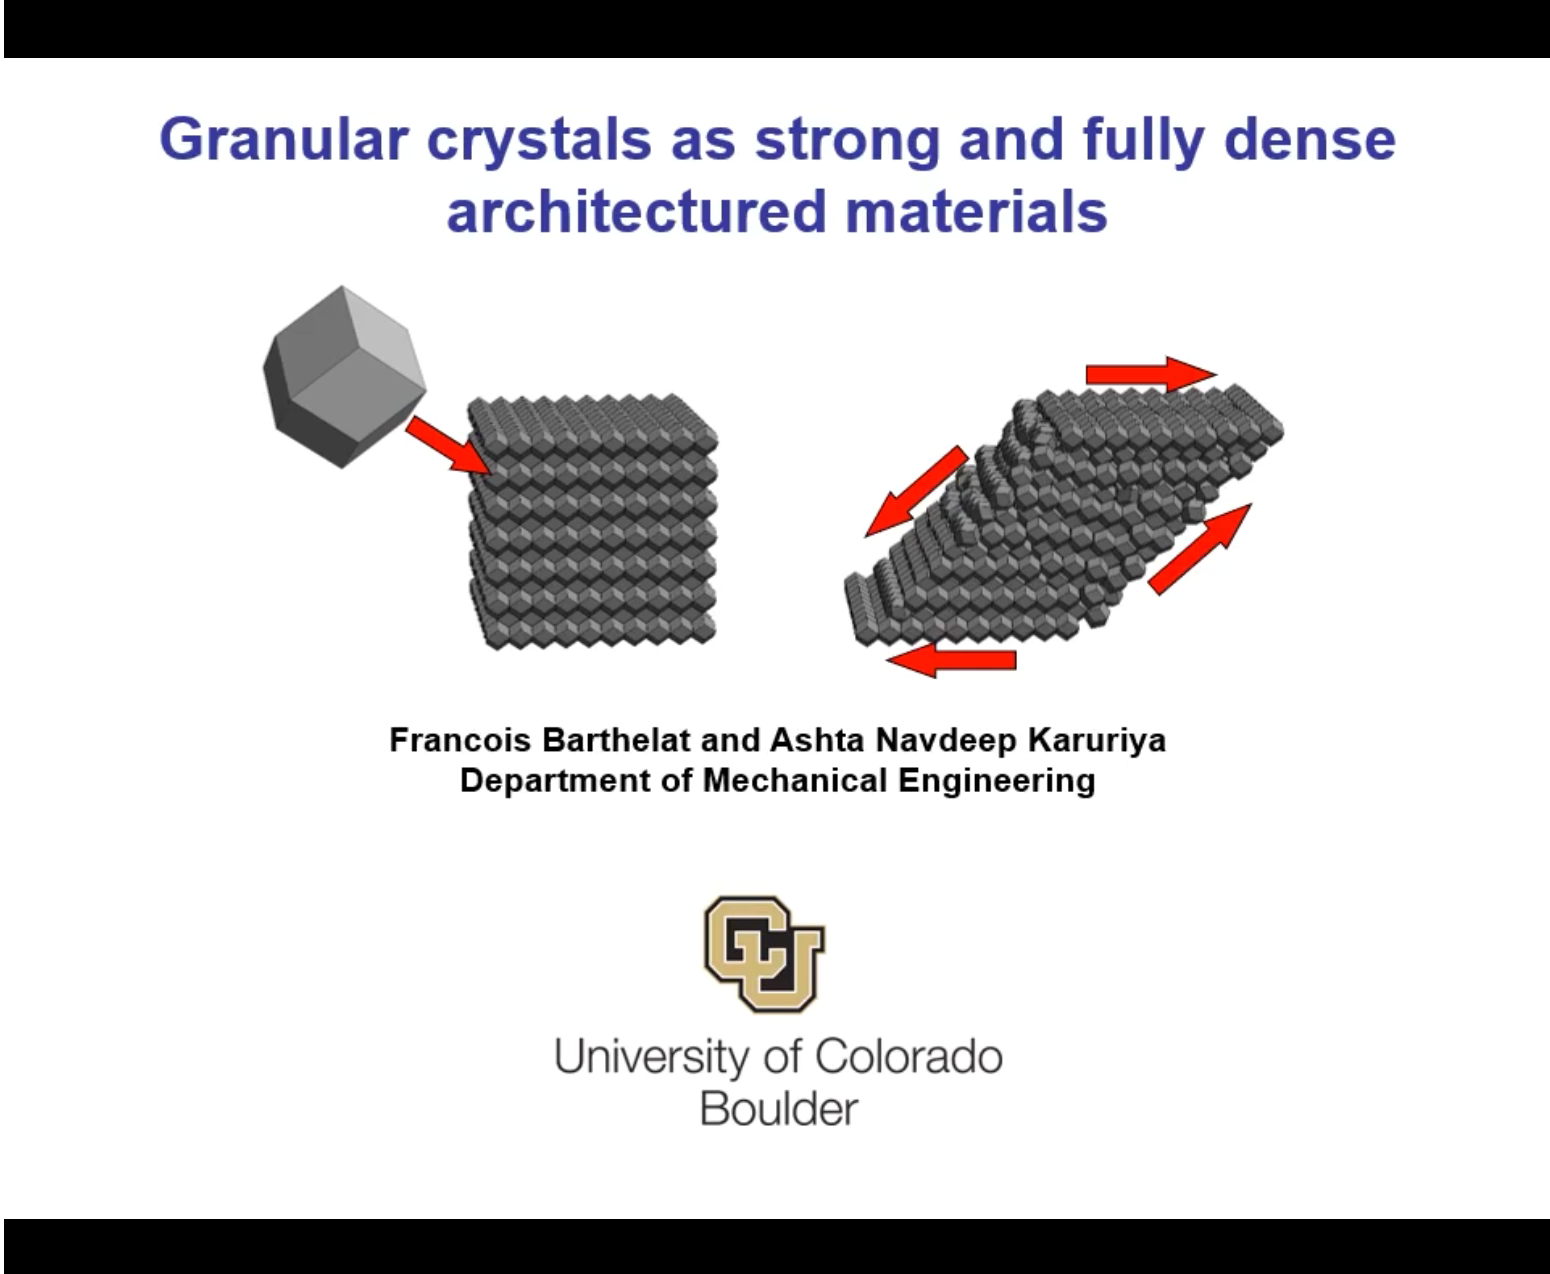 Granular crystals as strong and fully dense
architectured materials
Francois Barthelat and Ashta Navdeep Karuriya
Department of Mechanical Engineering
CU
University of Colorado
Boulder